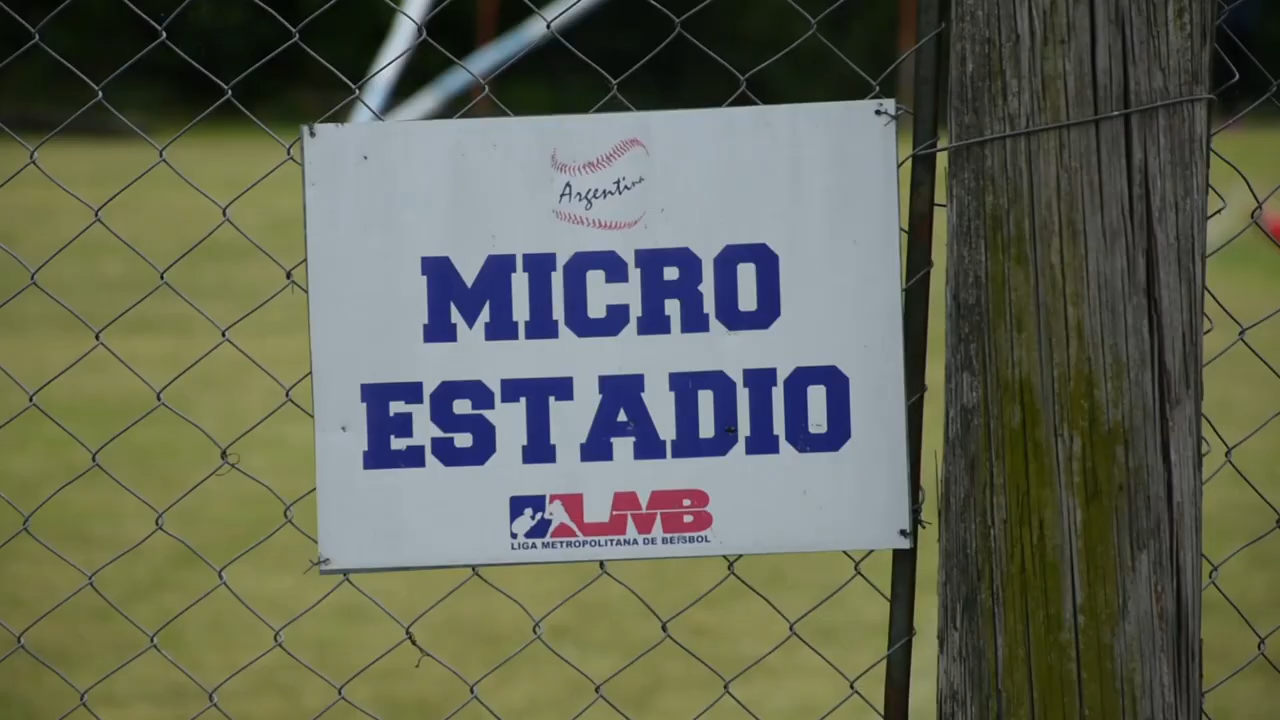 Argentina
MICRO
ESTADIO
LMB
LIGA METROPOLITANA DE BEISBOL